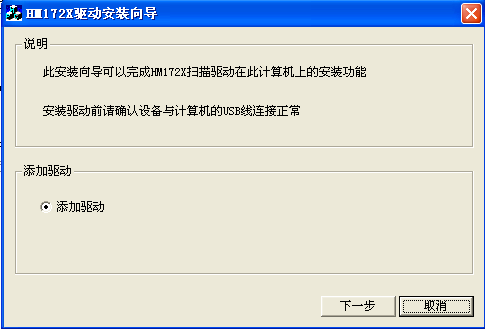 HM172X驱动安装向导
说明
此安装向导可以完成HM172X扫描驱动在此计算机上的安装功能
安装驱动前请确认设备与计算机的USB线连接正常
添加驱动
添加驱动
下一步
取消